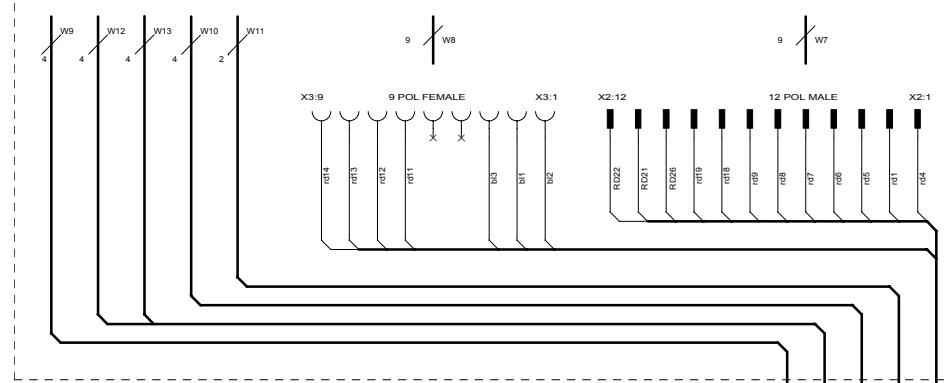 W9 W12 W13 W10 W11
4 4 4 4 2
9 W8
9 W7
X3:9 9 POL FEMALE X3:1
X2:12 12 POL MALE X2:1
rd14 rd13 rd12 rd11 bl3 bl1 bl2
RD22 RD21 RD26 rd19 rd18 rd9 rd8 rd7 rd6 rd5 rd1 rd4